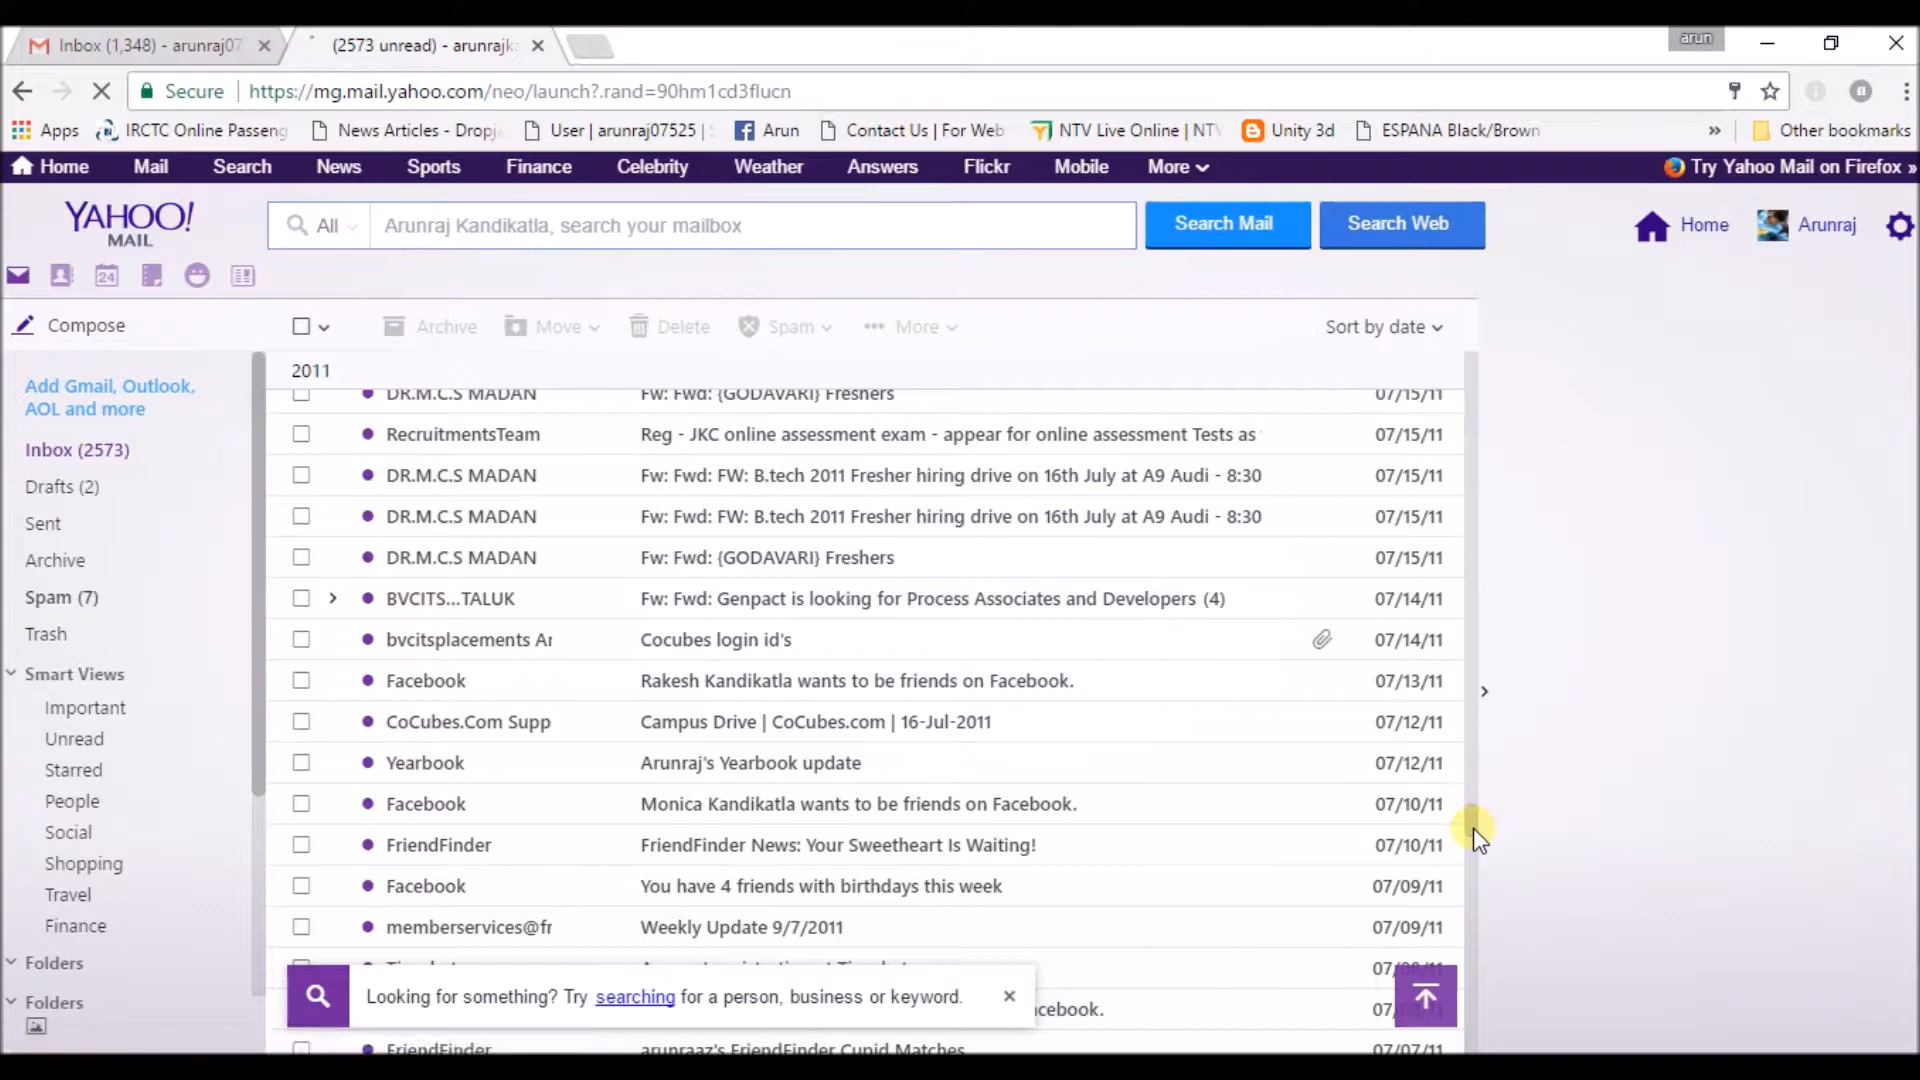 Inbox (1,348) - arunraj07
(2573 unread) - arunrajk
arun
Secure
https://mg.mail.yahoo.com/neo/launch?.rand=90hm1cd3flucn
Apps
IRCTC Online Passeng
News Articles - Dropj
User | arunraj07525 |
Arun
Contact Us | For Web
NTV Live Online | NTV
Unity 3d
ESPANA Black/Brown
»
Other bookmarks
Home
Mail
Search
News
Sports
Finance
Celebrity
Weather
Answers
Flickr
Mobile
More
Try Yahoo Mail on Firefox »
YAHOO!
MAIL
All
Arunraj Kandikatla, search your mailbox
Search Mail
Search Web
Home
Arunraj
24
Compose
Archive
Move
Delete
Spam
More
Sort by date
Add Gmail, Outlook,
AOL and more
Inbox (2573)
Drafts (2)
Sent
Archive
Spam (7)
Trash
Smart Views
Important
Unread
Starred
People
Social
Shopping
Travel
Finance
Folders
Folders
2011
DR.M.C.S MADAN Fw: Fwd: {GODAVARI} Freshers 07/15/11
RecruitmentsTeam Reg - JKC online assessment exam - appear for online assessment Tests as 07/15/11
DR.M.C.S MADAN Fw: Fwd: FW: B.tech 2011 Fresher hiring drive on 16th July at A9 Audi - 8:30 07/15/11
DR.M.C.S MADAN Fw: Fwd: FW: B.tech 2011 Fresher hiring drive on 16th July at A9 Audi - 8:30 07/15/11
DR.M.C.S MADAN Fw: Fwd: {GODAVARI} Freshers 07/15/11
BVCITS...TALUK Fw: Fwd: Genpact is looking for Process Associates and Developers (4) 07/14/11
bvcitsplacements Ar Cocubes login id's 07/14/11
Facebook Rakesh Kandikatla wants to be friends on Facebook. 07/13/11
CoCubes.Com Supp Campus Drive | CoCubes.com | 16-Jul-2011 07/12/11
Yearbook Arunraj's Yearbook update 07/12/11
Facebook Monica Kandikatla wants to be friends on Facebook. 07/10/11
FriendFinder FriendFinder News: Your Sweetheart Is Waiting! 07/10/11
Facebook You have 4 friends with birthdays this week 07/09/11
memberservices@fr Weekly Update 9/7/2011 07/09/11
Looking for something? Try searching for a person, business or keyword.
acebook.
FriendFinder arunraaz's FriendFinder Cupid Matches 07/07/11